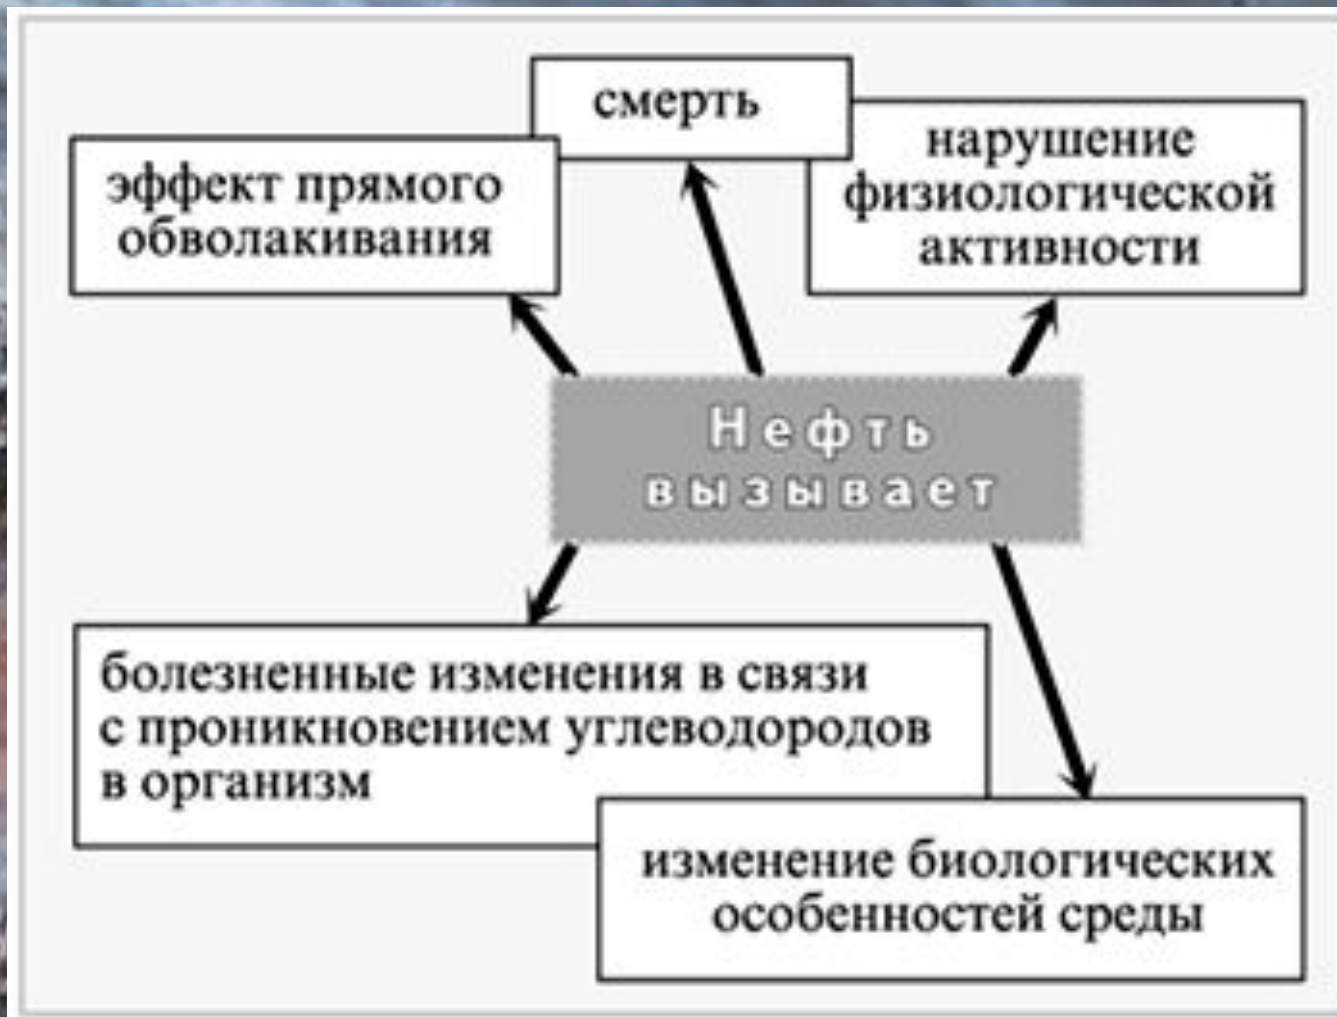 смерть
эффект прямого
обволакивания
нарушение
физиологической
активности
Нефть
вызывает
болезненные изменения в связи
с проникновением углеводородов
в организм
изменение биологических
особенностей среды